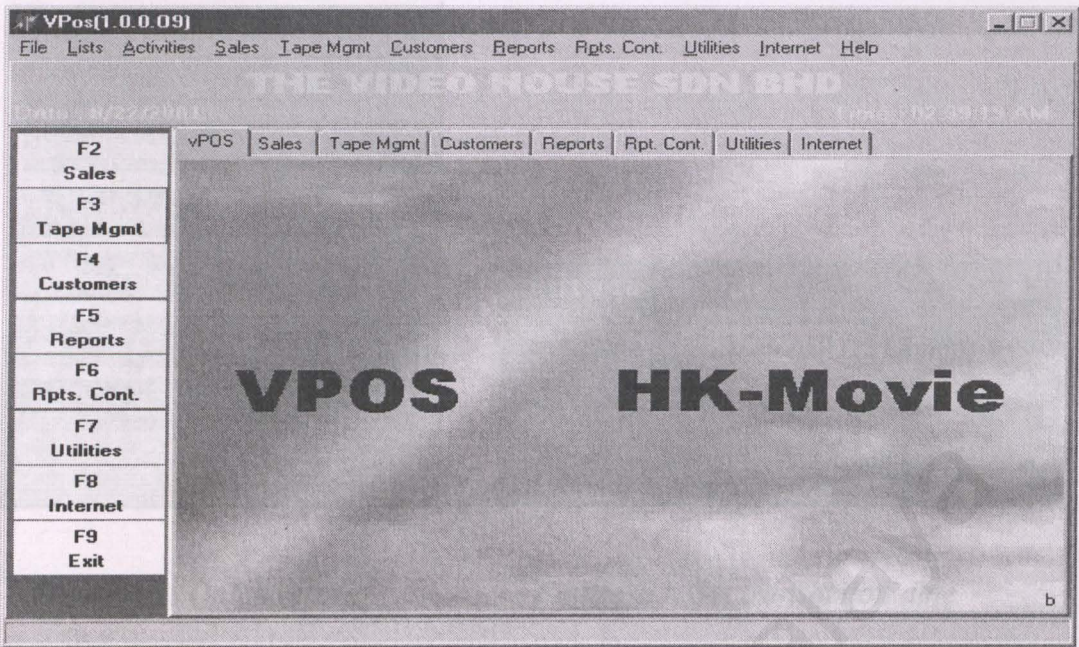 VPos(1.0.0.09)
File Lists Activities Sales Tape Mgmt Customers Reports Rpts. Cont. Utilities Internet Help
THE VIDEO HOUSE SDN BHD
vPOS Sales Tape Mgmt Customers Reports Rpt. Cont. Utilities Internet
F2
Sales
F3
Tape Mgmt
F4
Customers
F5
Reports
F6
Rpts. Cont.
F7
Utilities
F8
Internet
F9
Exit
VPOS HK-Movie
b